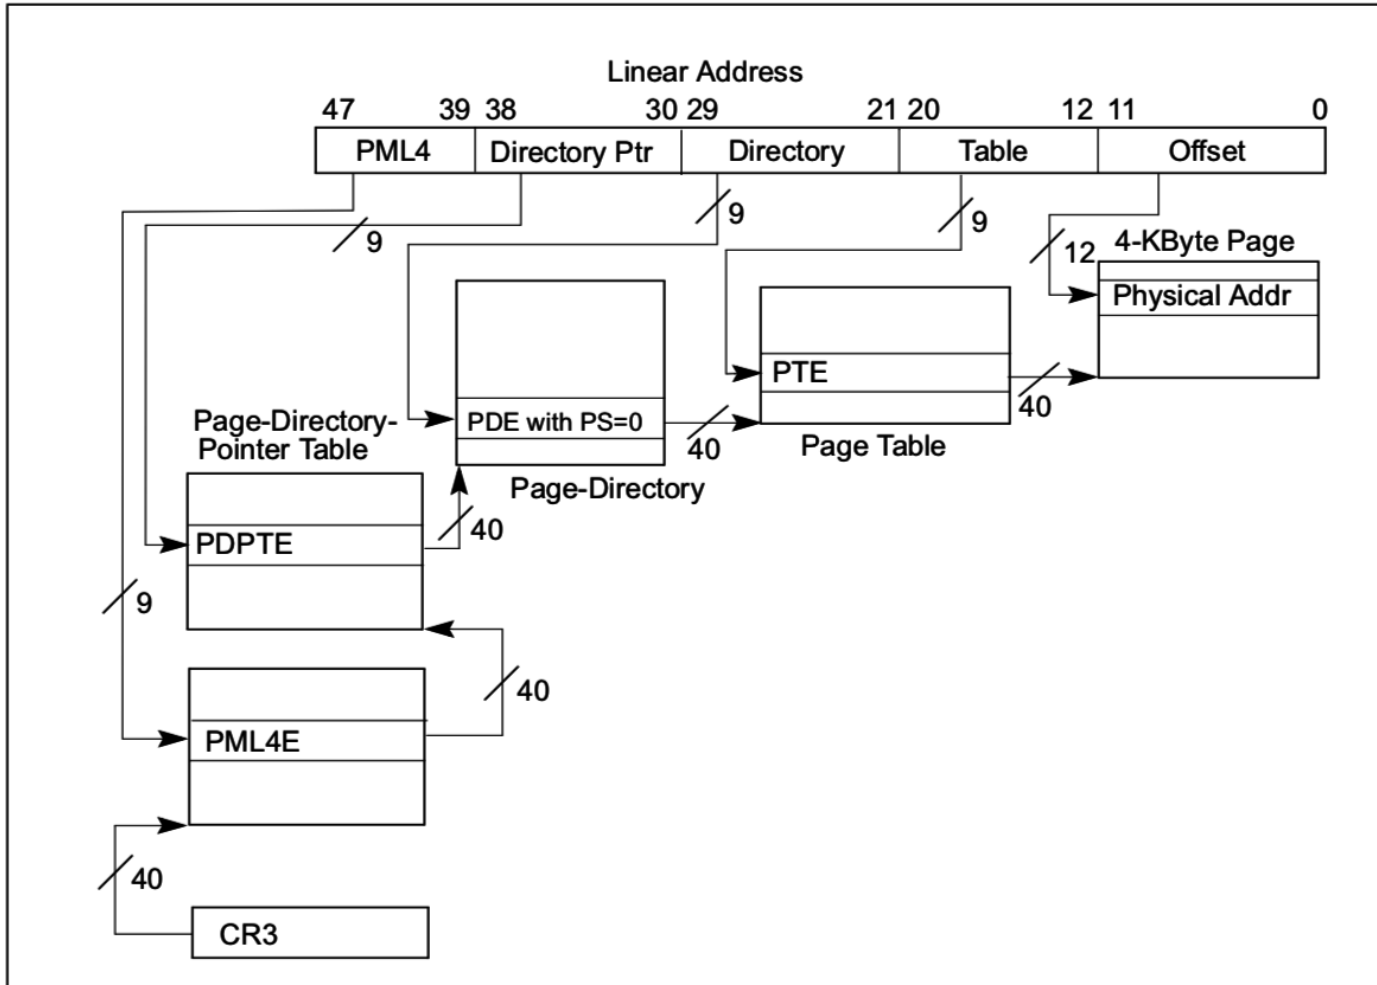 Linear Address
47 39 38 30 29 21 20 12 11 0
PML4 Directory Ptr Directory Table Offset
9
9
9
12
4-KByte Page
Physical Addr
PTE
40
Page Table
PDE with PS=0
40
Page-Directory
Page-Directory-
Pointer Table
PDPTE
40
9
40
PML4E
40
CR3